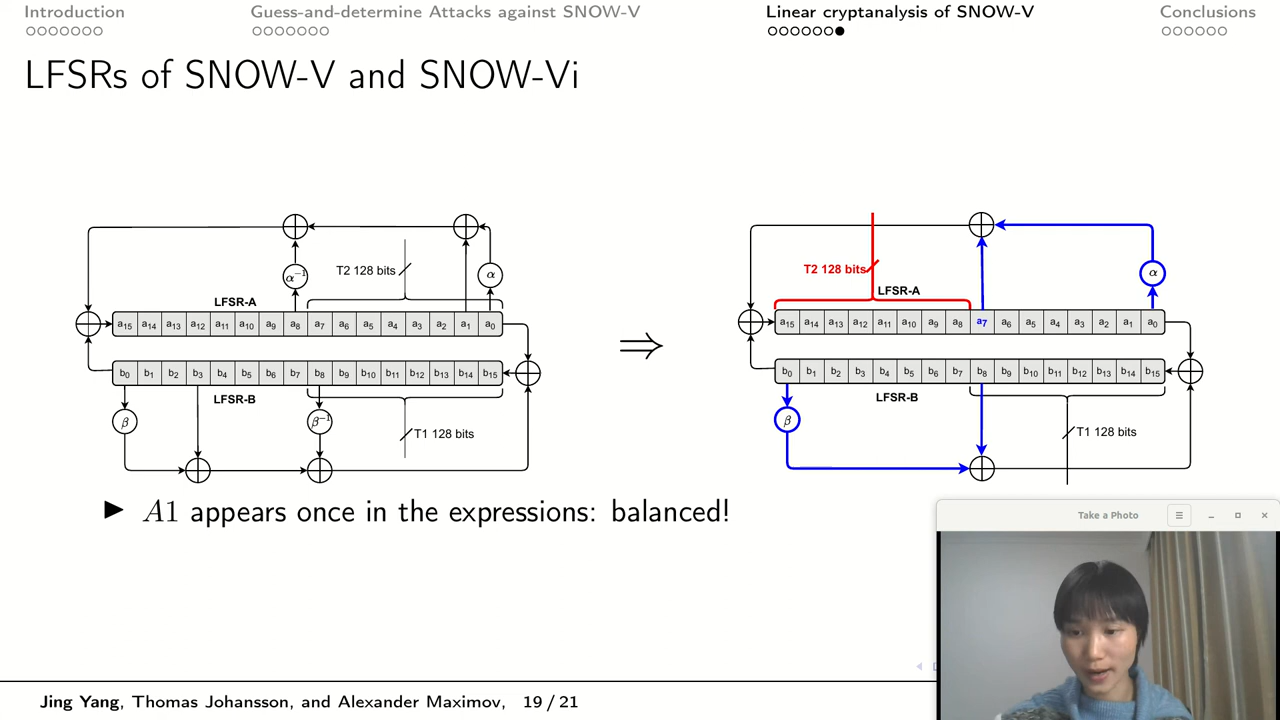 Introduction Guess-and-determine Attacks against SNOW-V Linear cryptanalysis of SNOW-V Conclusions
LFSRs of SNOW-V and SNOW-Vi
α⁻¹ T2 128 bits α
LFSR-A
a15 a14 a13 a12 a11 a10 a9 a8 a7 a6 a5 a4 a3 a2 a1 a0
b0 b1 b2 b3 b4 b5 b6 b7 b8 b9 b10 b11 b12 b13 b14 b15
LFSR-B
β β⁻¹ T1 128 bits
⇒
T2 128 bits α
LFSR-A
a15 a14 a13 a12 a11 a10 a9 a8 a7 a6 a5 a4 a3 a2 a1 a0
b0 b1 b2 b3 b4 b5 b6 b7 b8 b9 b10 b11 b12 b13 b14 b15
LFSR-B
β T1 128 bits
▶ A1 appears once in the expressions: balanced!
Take a Photo
Jing Yang, Thomas Johansson, and Alexander Maximov, 19 / 21